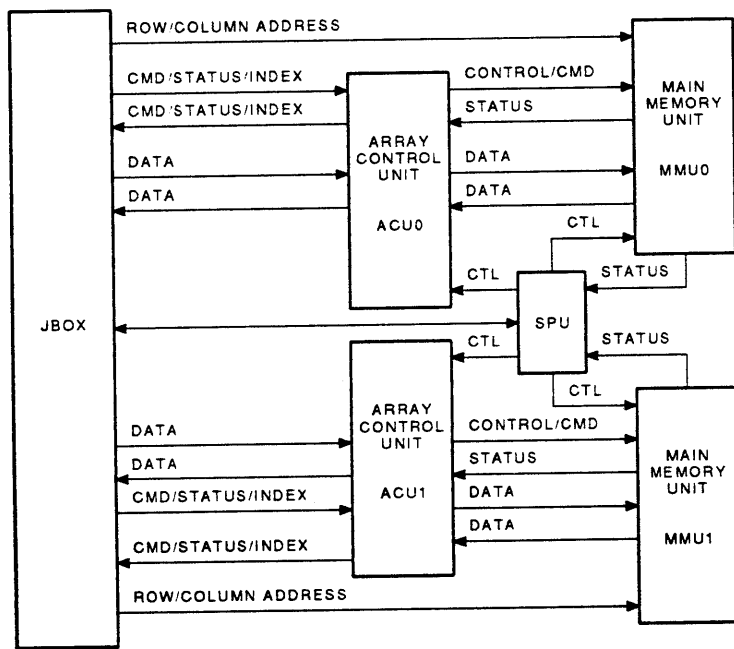 ROW/COLUMN ADDRESS
CMD/STATUS/INDEX
CONTROL/CMD
MAIN
MEMORY
UNIT
MMU0
CMD/STATUS/INDEX
STATUS
ARRAY
CONTROL
UNIT
ACU0
DATA
DATA
DATA
DATA
CTL
CTL
STATUS
JBOX
SPU
CTL
STATUS
CTL
ARRAY
CONTROL
UNIT
ACU1
DATA
CONTROL/CMD
MAIN
MEMORY
UNIT
MMU1
DATA
STATUS
CMD/STATUS/INDEX
DATA
CMD/STATUS/INDEX
DATA
ROW/COLUMN ADDRESS